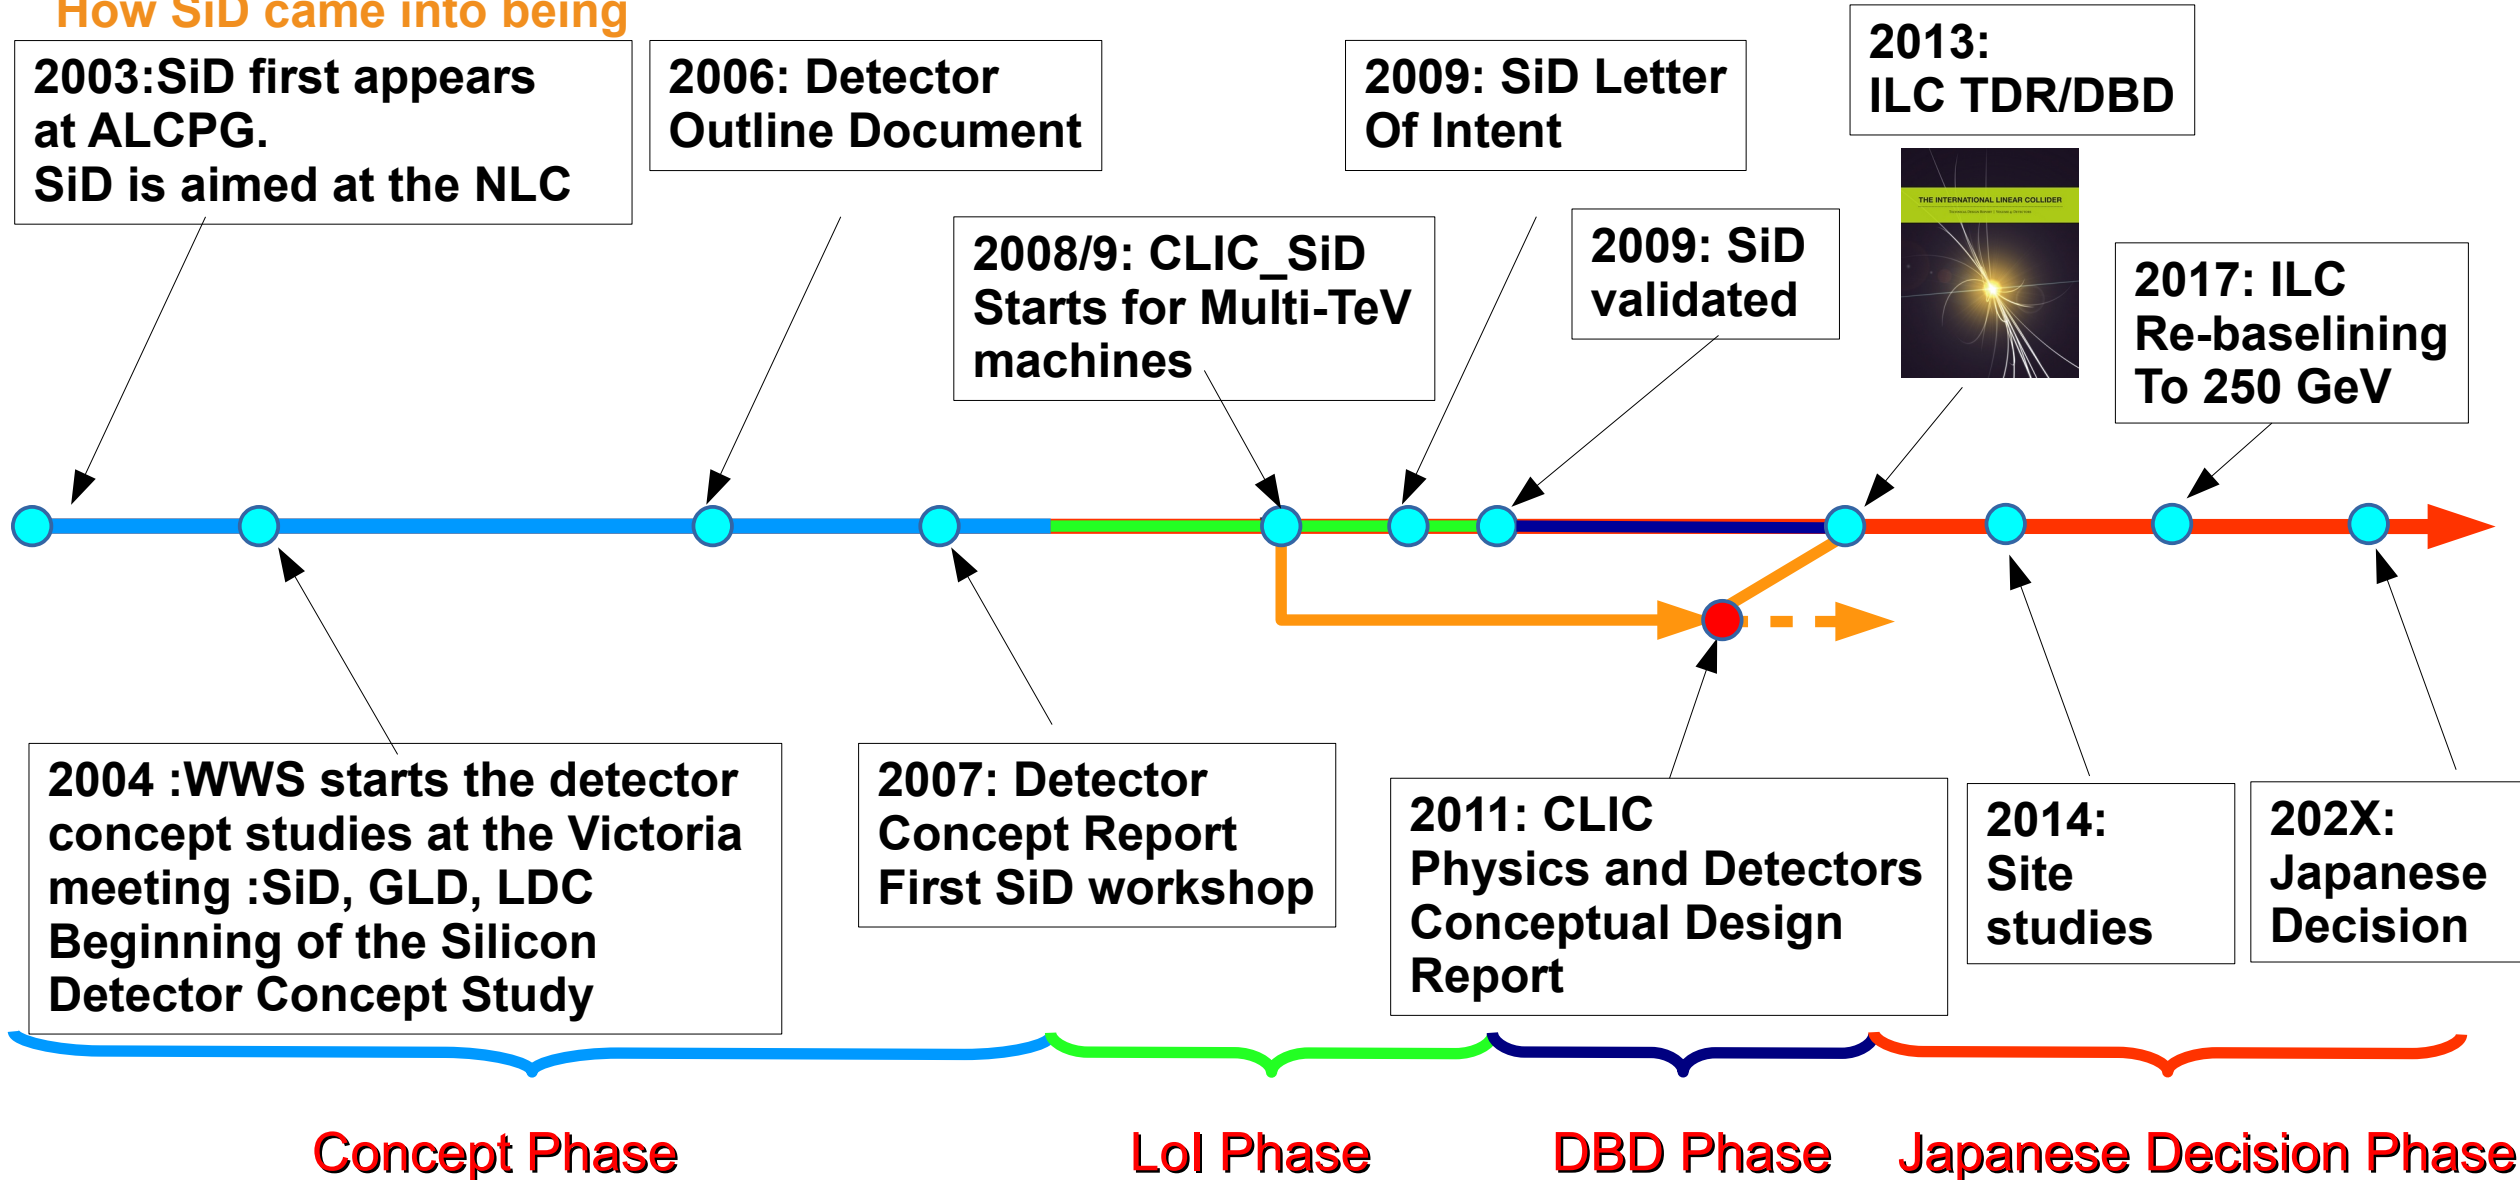 How SiD came into being
2003:SiD first appears
at ALCPG.
SiD is aimed at the NLC
2006: Detector
Outline Document
2008/9: CLIC_SiD
Starts for Multi-TeV
machines
2009: SiD Letter
Of Intent
2009: SiD
validated
2013:
ILC TDR/DBD
THE INTERNATIONAL LINEAR COLLIDER
2017: ILC
Re-baselining
To 250 GeV
2004 :WWS starts the detector
concept studies at the Victoria
meeting :SiD, GLD, LDC
Beginning of the Silicon
Detector Concept Study
2007: Detector
Concept Report
First SiD workshop
2011: CLIC
Physics and Detectors
Conceptual Design
Report
2014:
Site
studies
202X:
Japanese
Decision
Concept Phase
LoI Phase
DBD Phase
Japanese Decision Phase